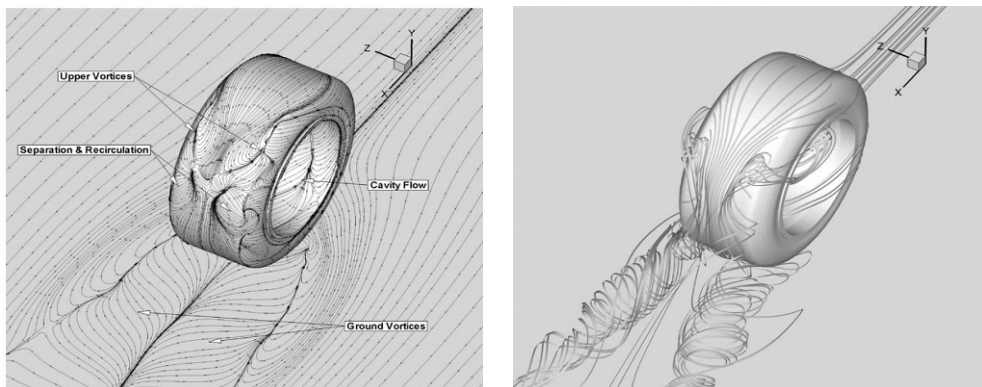 Upper Vortices
Separation & Recirculation
Cavity Flow
Ground Vortices
Z
Y
X
Z
Y
X